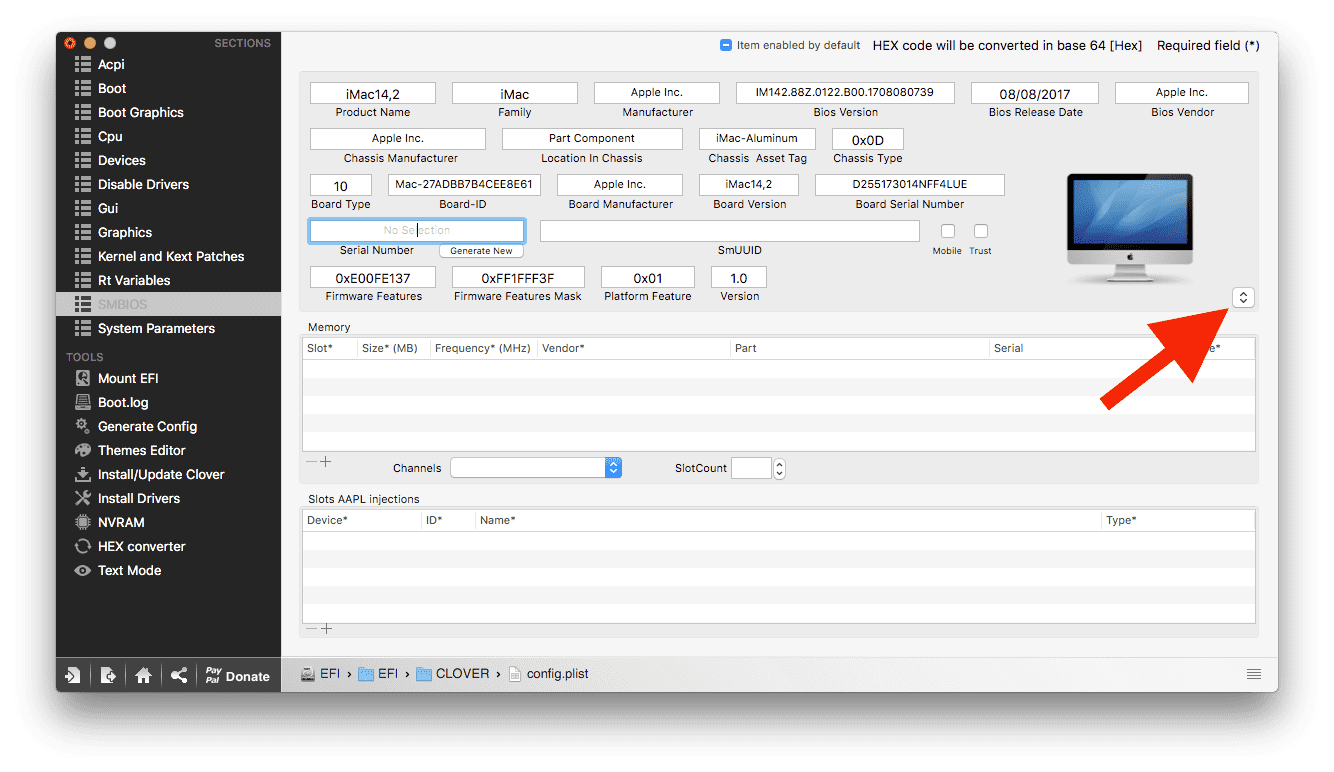 SECTIONS
Acpi
Boot
Boot Graphics
Cpu
Devices
Disable Drivers
Gui
Graphics
Kernel and Kext Patches
Rt Variables
SMBIOS
System Parameters
TOOLS
Mount EFI
Boot.log
Generate Config
Themes Editor
Install/Update Clover
Install Drivers
NVRAM
HEX converter
Text Mode
Pay
Pal Donate
Item enabled by default HEX code will be converted in base 64 [Hex] Required field (*)
iMac14,2 iMac Apple Inc. IM142.88Z.0122.B00.1708080739 08/08/2017 Apple Inc.
Product Name Family Manufacturer Bios Version Bios Release Date Bios Vendor
Apple Inc. Part Component iMac-Aluminum 0x0D
Chassis Manufacturer Location In Chassis Chassis Asset Tag Chassis Type
10 Mac-27ADBB7B4CEE8E61 Apple Inc. iMac14,2 D255173014NFF4LUE
Board Type Board-ID Board Manufacturer Board Version Board Serial Number
No Selection
Serial Number Generate New SmUUID Mobile Trust
0xE00FE137 0xFF1FFF3F 0x01 1.0
Firmware Features Firmware Features Mask Platform Feature Version
Memory
Slot* Size* (MB) Frequency* (MHz) Vendor* Part Serial
Channels SlotCount
Slots AAPL injections
Device* ID* Name* Type*
EFI › EFI › CLOVER › config.plist